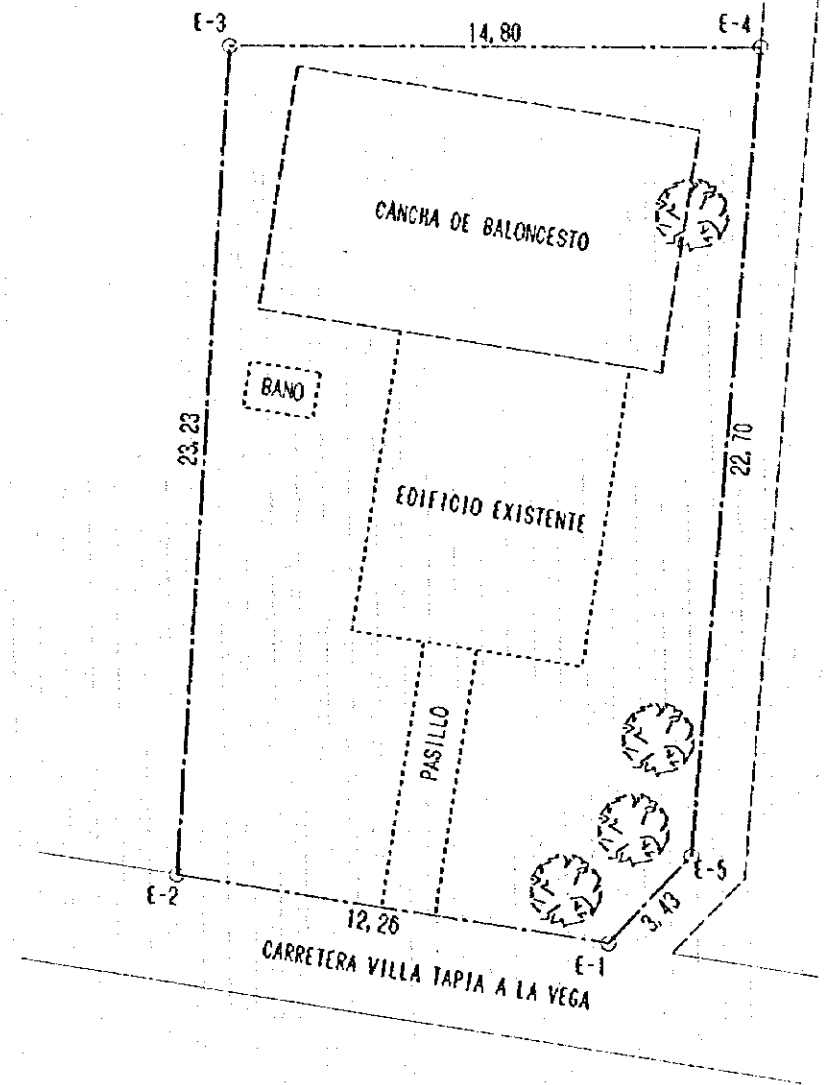 E-3
14,80
E-4
CANCHA DE BALONCESTO
BANO
23,23
22,70
EDIFICIO EXISTENTE
PASILLO
E-2
E-5
3,43
12,26
E-1
CARRETERA VILLA TAPIA A LA VEGA